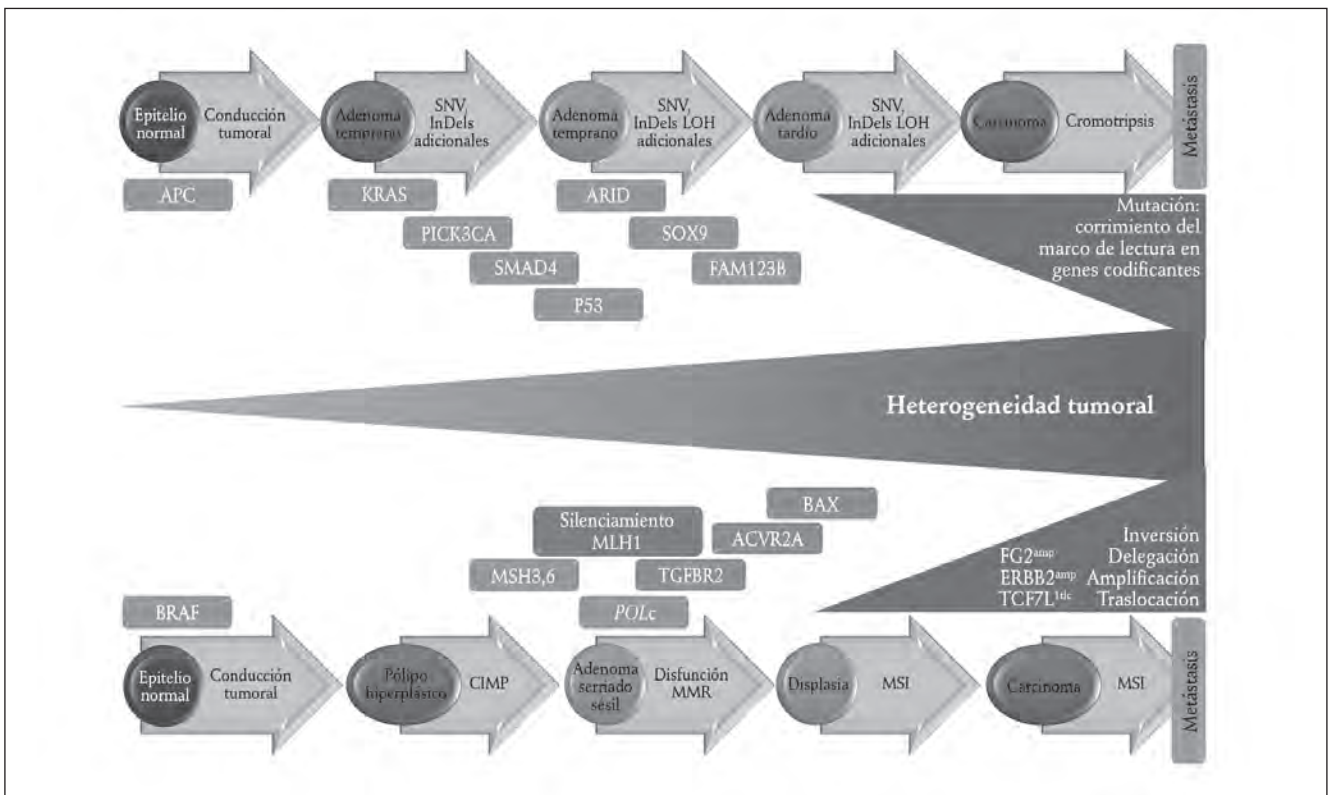 Epitelio
normal
Conducción
tumoral
Adenoma
temprano
SNV,
InDels
adicionales
Adenoma
temprano
SNV,
InDels LOH
adicionales
Adenoma
tardío
SNV,
InDels LOH
adicionales
Carcinoma
Cromotripsis
Metástasis
APC
KRAS
ARID
PICK3CA
SOX9
SMAD4
FAM123B
P53
Mutación:
corrimiento del
marco de lectura en
genes codificantes
Heterogeneidad tumoral
BAX
Silenciamiento
MLH1
ACVR2A
MSH3,6
TGFBR2
BRAF
Inversión
FG2amp Delegación
ERBB2amp Amplificación
Traslocación
Epitelio
normal
Conducción
tumoral
Pólipo
hiperplásico
CIMP
Adenoma
serriado
sésil
Disfunción
MMR
Displasia
MSI
Carcinoma
MSI
Metástasis